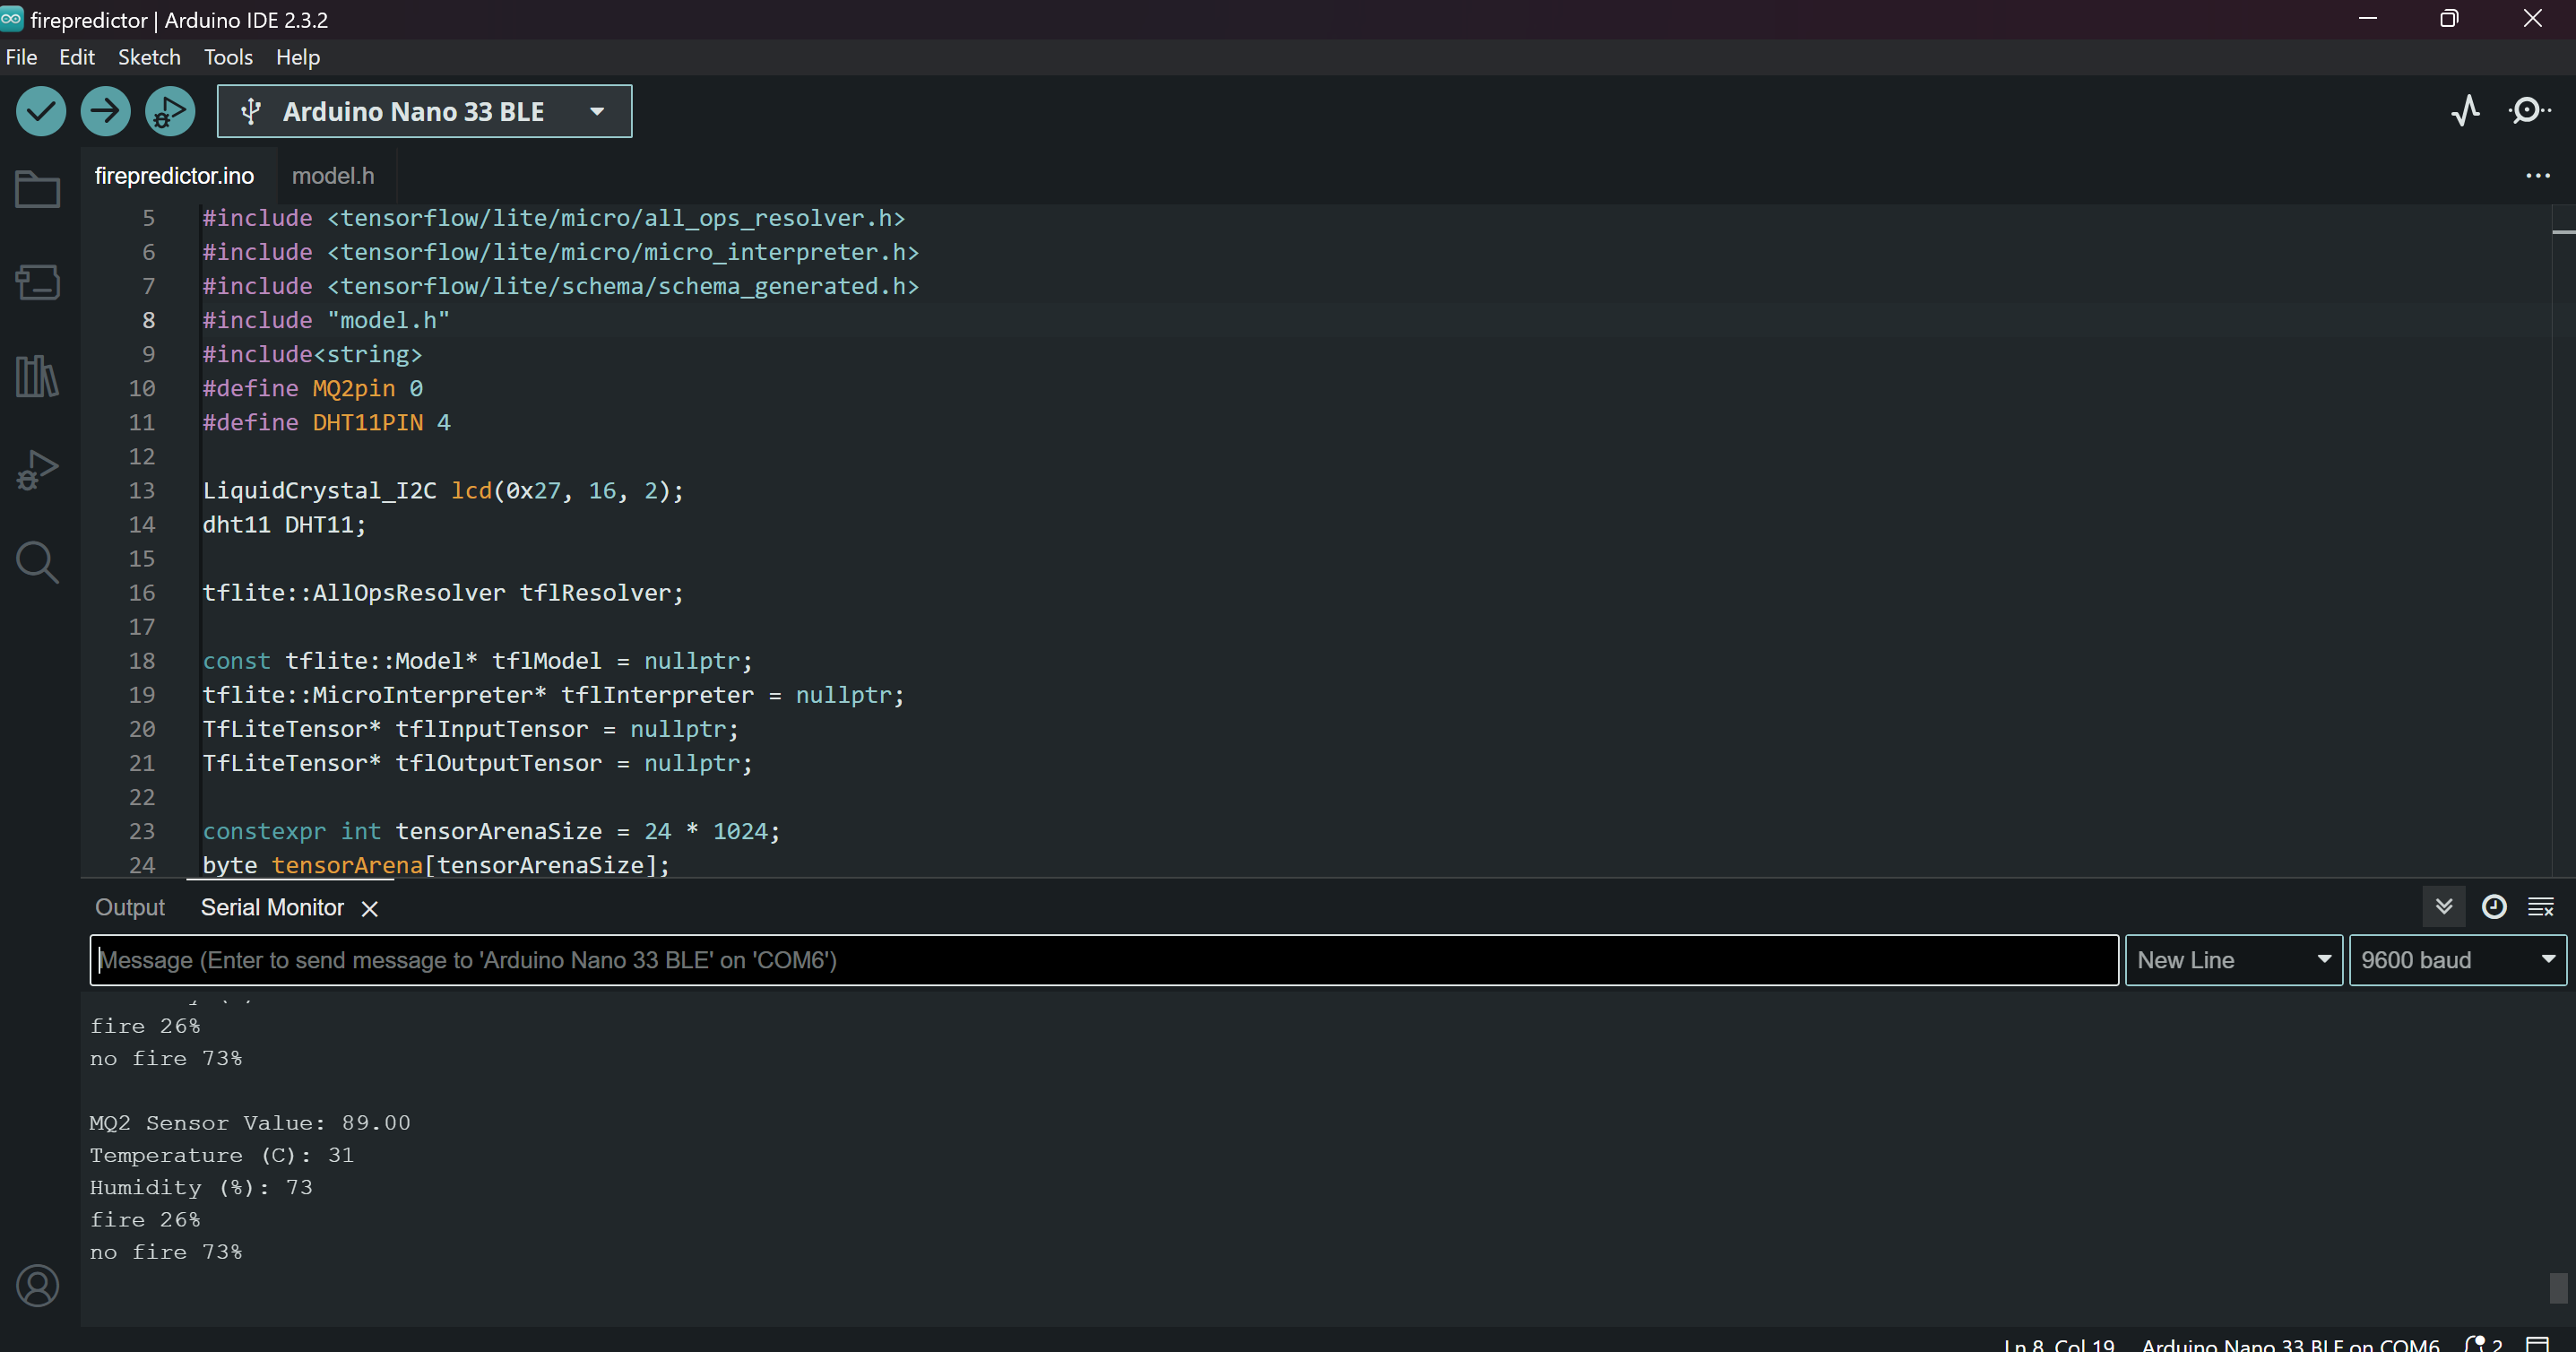 firepredictor | Arduino IDE 2.3.2
File Edit Sketch Tools Help
Arduino Nano 33 BLE
firepredictor.ino model.h
5 #include <tensorflow/lite/micro/all_ops_resolver.h>
6 #include <tensorflow/lite/micro/micro_interpreter.h>
7 #include <tensorflow/lite/schema/schema_generated.h>
8 #include "model.h"
9 #include<string>
10 #define MQ2pin 0
11 #define DHT11PIN 4
12
13 LiquidCrystal_I2C lcd(0x27, 16, 2);
14 dht11 DHT11;
15
16 tflite::AllOpsResolver tflResolver;
17
18 const tflite::Model* tflModel = nullptr;
19 tflite::MicroInterpreter* tflInterpreter = nullptr;
20 TfLiteTensor* tflInputTensor = nullptr;
21 TfLiteTensor* tflOutputTensor = nullptr;
22
23 constexpr int tensorArenaSize = 24 * 1024;
24 byte tensorArena[tensorArenaSize];
Output Serial Monitor
Message (Enter to send message to 'Arduino Nano 33 BLE' on 'COM6') New Line 9600 baud
fire 26%
no fire 73%
MQ2 Sensor Value: 89.00
Temperature (C): 31
Humidity (%): 73
fire 26%
no fire 73%
Ln 8, Col 19 Arduino Nano 33 BLE on COM6 2